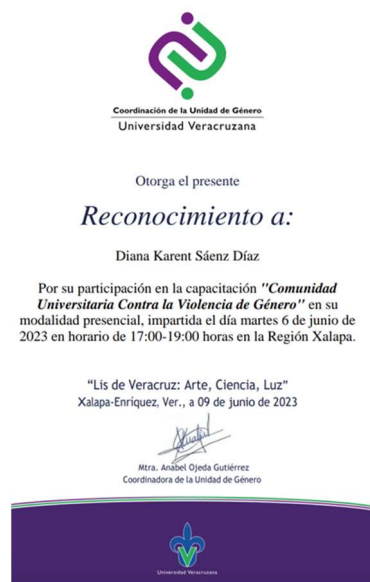 Coordinación de la Unidad de Género
Universidad Veracruzana
Otorga el presente
Reconocimiento a:
Diana Karent Sáenz Díaz
Por su participación en la capacitación "Comunidad
Universitaria Contra la Violencia de Género" en su
modalidad presencial, impartida el día martes 6 de junio de
2023 en horario de 17:00-19:00 horas en la Región Xalapa.
“Lis de Veracruz: Arte, Ciencia, Luz”
Xalapa-Enríquez, Ver., a 09 de junio de 2023
Mtra. Anabel Ojeda Gutiérrez
Coordinadora de la Unidad de Género
Universidad Veracruzana